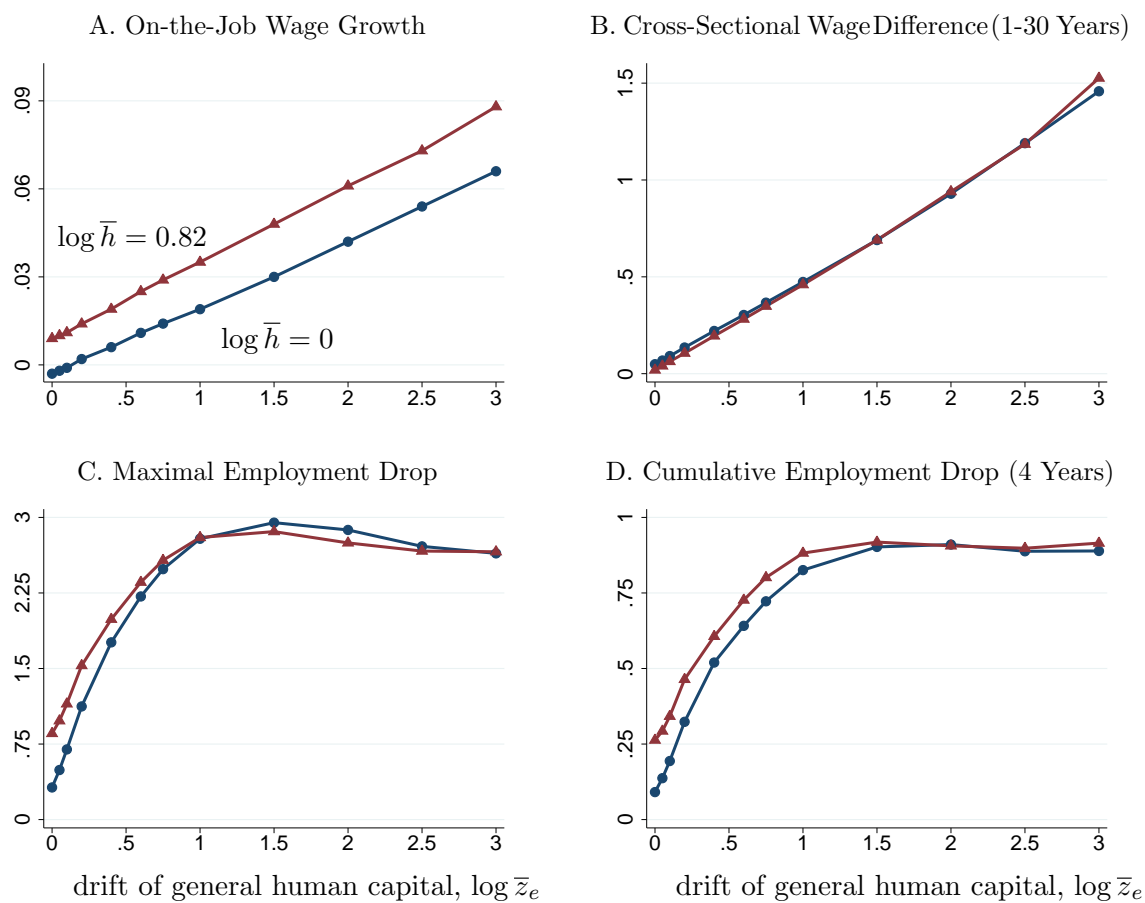 A. On-the-Job Wage Growth
.09
.06
.03
0
log h̅ = 0.82
log h̅ = 0
0 .5 1 1.5 2 2.5 3
B. Cross-Sectional Wage Difference (1-30 Years)
1.5
1
.5
0
0 .5 1 1.5 2 2.5 3
C. Maximal Employment Drop
3
2.25
1.5
.75
0
0 .5 1 1.5 2 2.5 3
drift of general human capital, log z̅ₑ
D. Cumulative Employment Drop (4 Years)
1
.75
.5
.25
0
0 .5 1 1.5 2 2.5 3
drift of general human capital, log z̅ₑ